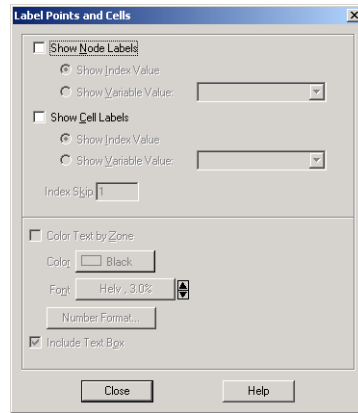 Label Points and Cells
Show Node Labels
Show Index Value
Show Variable Value:
Show Cell Labels
Show Index Value
Show Variable Value:
Index Skip 1
Color Text by Zone
Color Black
Font Helv , 3.0%
Number Format...
Include Text Box
Close Help